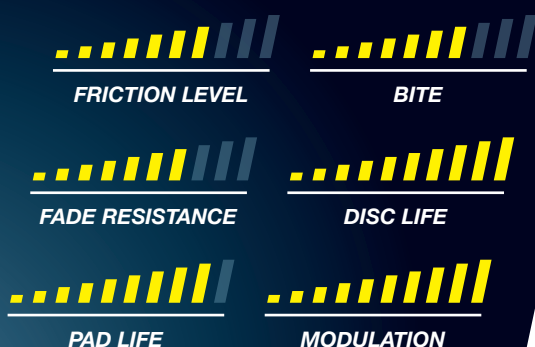 FRICTION LEVEL
BITE
FADE RESISTANCE
DISC LIFE
PAD LIFE
MODULATION